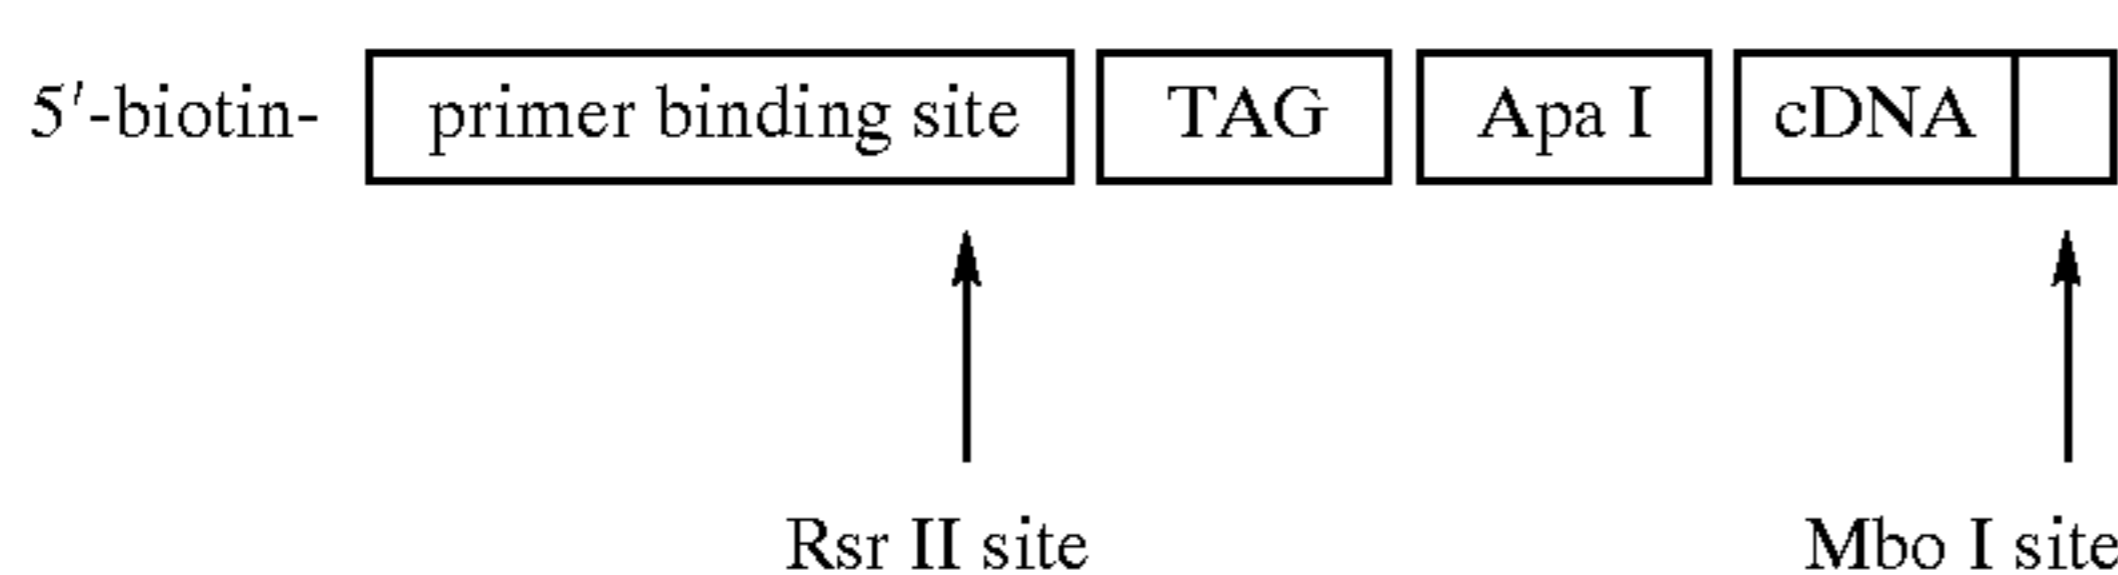 5′-biotin- primer binding site TAG Apa I cDNA
Rsr II site Mbo I site